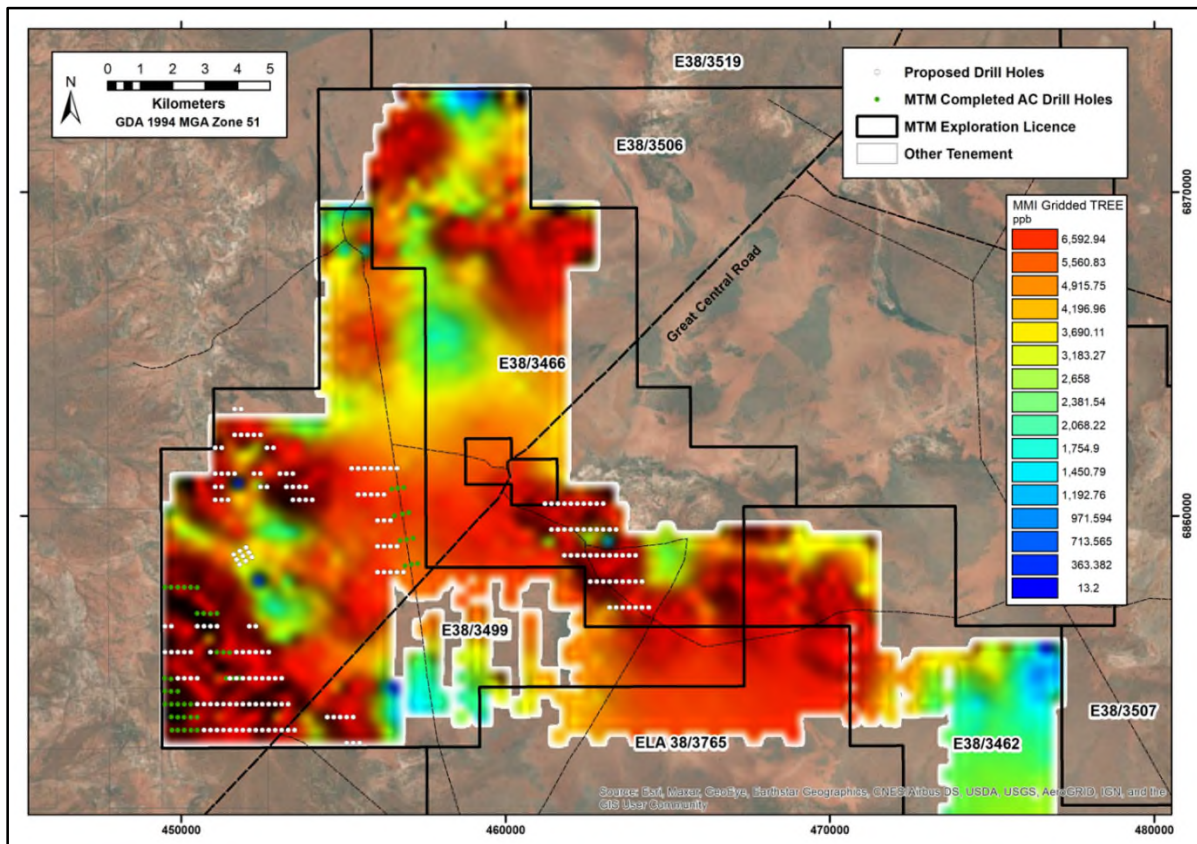 N
0 1 2 3 4 5
Kilometers
GDA 1994 MGA Zone 51
Proposed Drill Holes
MTM Completed AC Drill Holes
MTM Exploration Licence
Other Tenement
MMI Gridded TREE
ppb
6,592.94
5,560.83
4,915.75
4,196.96
3,690.11
3,183.27
2,658
2,381.54
2,068.22
1,754.9
1,450.79
1,192.76
971.594
713.565
363.382
13.2
E38/3519
E38/3506
Great Central Road
E38/3466
E38/3499
ELA 38/3765
E38/3462
E38/3507
6870000
6860000
Source: Esri, Maxar, GeoEye, Earthstar Geographics, CNES/Airbus DS, USDA, USGS, AeroGRID, IGN, and the
GIS User Community
450000 460000 470000 480000